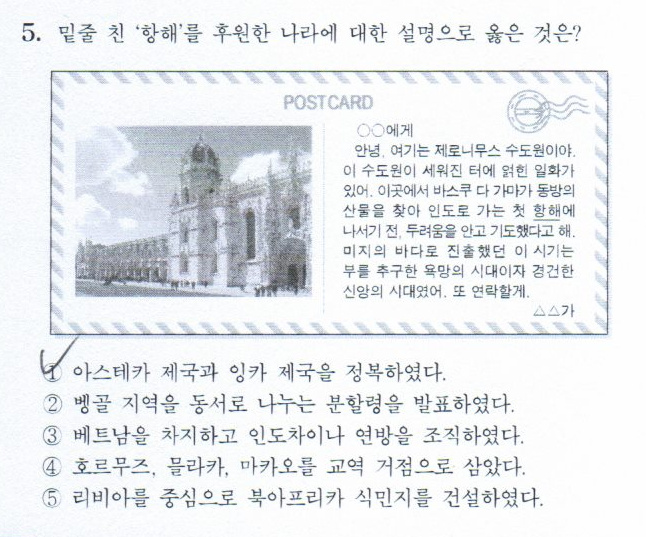 5. 밑줄 친 '항해'를 후원한 나라에 대한 설명으로 옳은 것은?
POSTCARD
○○에게
안녕, 여기는 제로니무스 수도원이야.
이 수도원이 세워진 터에 얽힌 일화가
있어. 이곳에서 바스쿠 다 가마가 동방의
산물을 찾아 인도로 가는 첫 항해에
나서기 전, 두려움을 안고 기도했다고 해.
미지의 바다로 진출했던 이 시기는
부를 추구한 욕망의 시대이자 경건한
신앙의 시대였어. 또 연락할게.
△△가
① 아스테카 제국과 잉카 제국을 정복하였다.
② 벵골 지역을 동서로 나누는 분할령을 발표하였다.
③ 베트남을 차지하고 인도차이나 연방을 조직하였다.
④ 호르무즈, 믈라카, 마카오를 교역 거점으로 삼았다.
⑤ 리비아를 중심으로 북아프리카 식민지를 건설하였다.